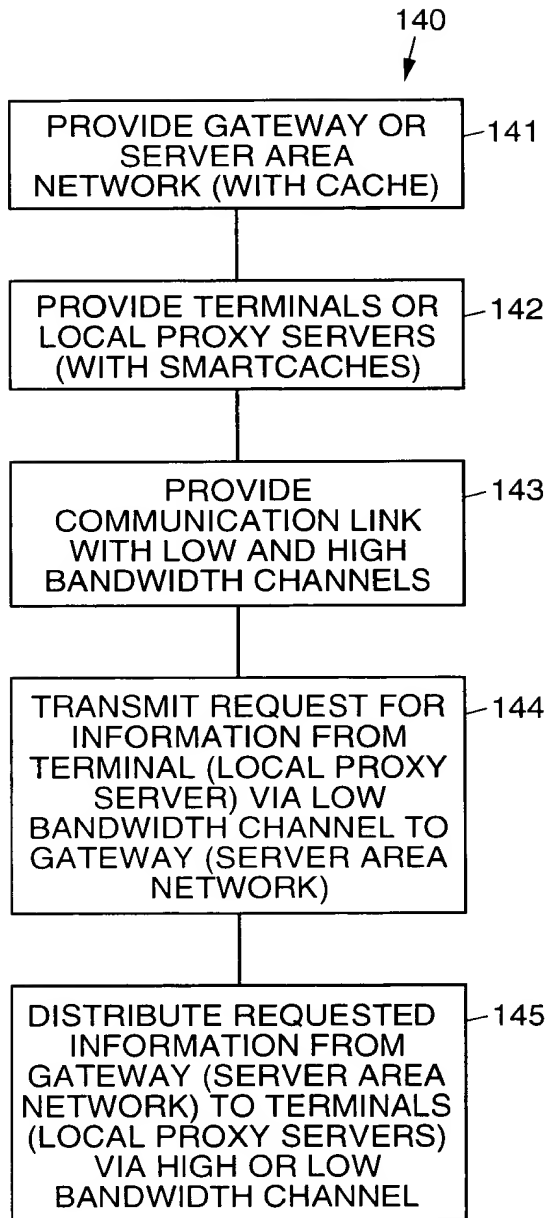 140
PROVIDE GATEWAY OR
SERVER AREA
NETWORK (WITH CACHE)
141
PROVIDE TERMINALS OR
LOCAL PROXY SERVERS
(WITH SMARTCACHES)
142
PROVIDE
COMMUNICATION LINK
WITH LOW AND HIGH
BANDWIDTH CHANNELS
143
TRANSMIT REQUEST FOR
INFORMATION FROM
TERMINAL (LOCAL PROXY
SERVER) VIA LOW
BANDWIDTH CHANNEL TO
GATEWAY (SERVER AREA
NETWORK)
144
DISTRIBUTE REQUESTED
INFORMATION FROM
GATEWAY (SERVER AREA
NETWORK) TO TERMINALS
(LOCAL PROXY SERVERS)
VIA HIGH OR LOW
BANDWIDTH CHANNEL
145